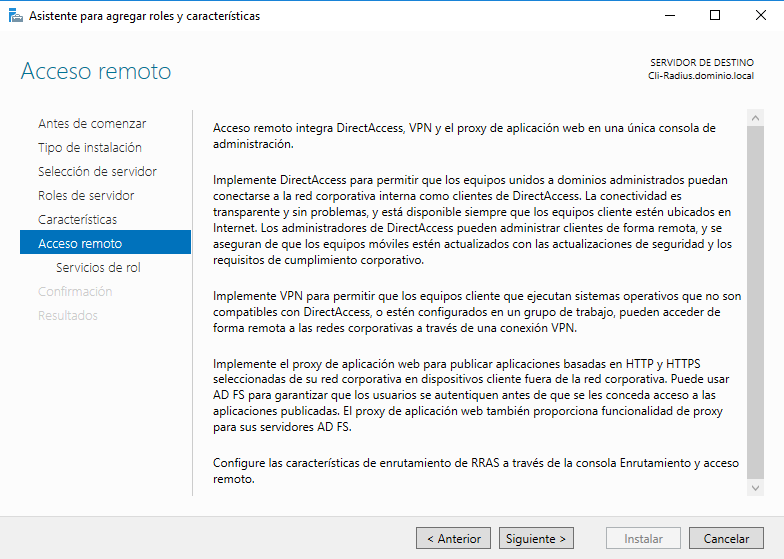 Asistente para agregar roles y características
Acceso remoto
SERVIDOR DE DESTINO
Cli-Radius.dominio.local
Antes de comenzar
Tipo de instalación
Selección de servidor
Roles de servidor
Características
Acceso remoto
Servicios de rol
Confirmación
Resultados
Acceso remoto integra DirectAccess, VPN y el proxy de aplicación web en una única consola de
administración.
Implemente DirectAccess para permitir que los equipos unidos a dominios administrados puedan
conectarse a la red corporativa interna como clientes de DirectAccess. La conectividad es
transparente y sin problemas, y está disponible siempre que los equipos cliente estén ubicados en
Internet. Los administradores de DirectAccess pueden administrar clientes de forma remota, y se
aseguran de que los equipos móviles estén actualizados con las actualizaciones de seguridad y los
requisitos de cumplimiento corporativo.
Implemente VPN para permitir que los equipos cliente que ejecutan sistemas operativos que no son
compatibles con DirectAccess, o estén configurados en un grupo de trabajo, pueden acceder de
forma remota a las redes corporativas a través de una conexión VPN.
Implemente el proxy de aplicación web para publicar aplicaciones basadas en HTTP y HTTPS
seleccionadas de su red corporativa en dispositivos cliente fuera de la red corporativa. Puede usar
AD FS para garantizar que los usuarios se autentiquen antes de que se les conceda acceso a las
aplicaciones publicadas. El proxy de aplicación web también proporciona funcionalidad de proxy
para sus servidores AD FS.
Configure las características de enrutamiento de RRAS a través de la consola Enrutamiento y acceso
remoto.
< Anterior
Siguiente >
Instalar
Cancelar